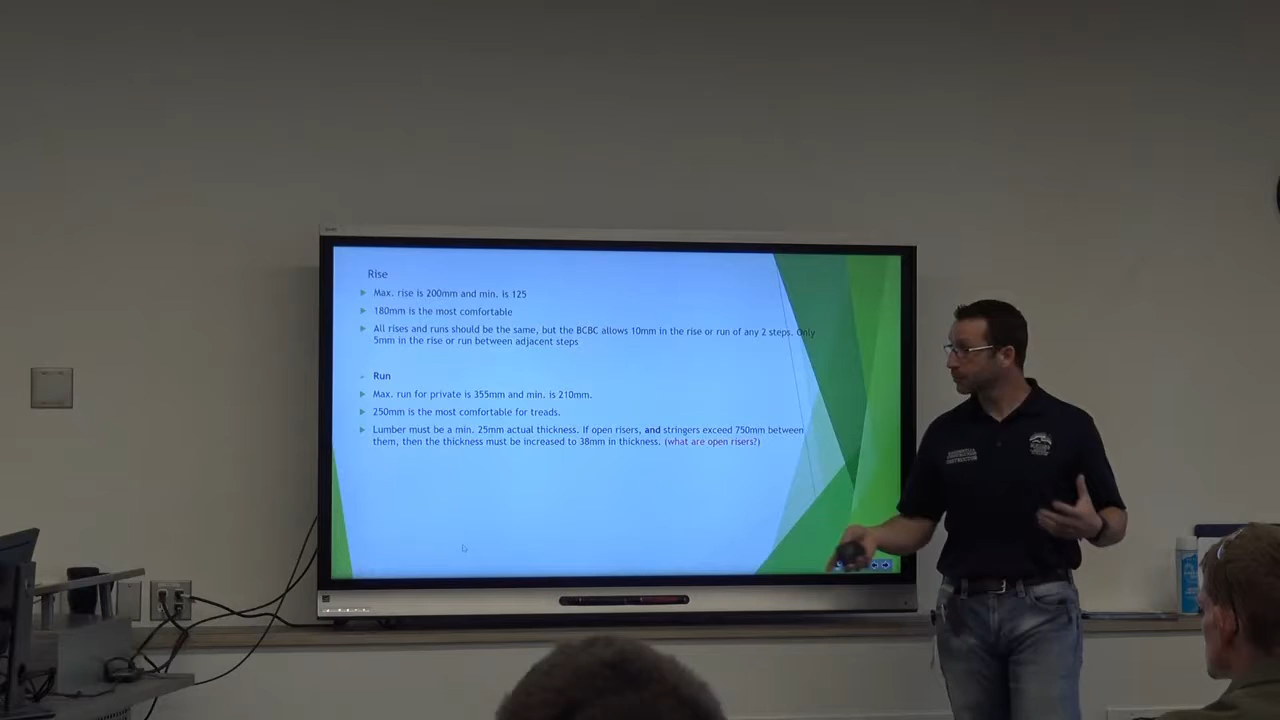 Rise
Max. rise is 200mm and min. is 125
180mm is the most comfortable
All rises and runs should be the same, but the BCBC allows 10mm in the rise or run of any 2 steps. Only
5mm in the rise or run between adjacent steps
Run
Max. run for private is 355mm and min. is 210mm.
250mm is the most comfortable for treads.
Lumber must be a min. 25mm actual thickness. If open risers, and stringers exceed 750mm between
them, then the thickness must be increased to 38mm in thickness. (what are open risers?)